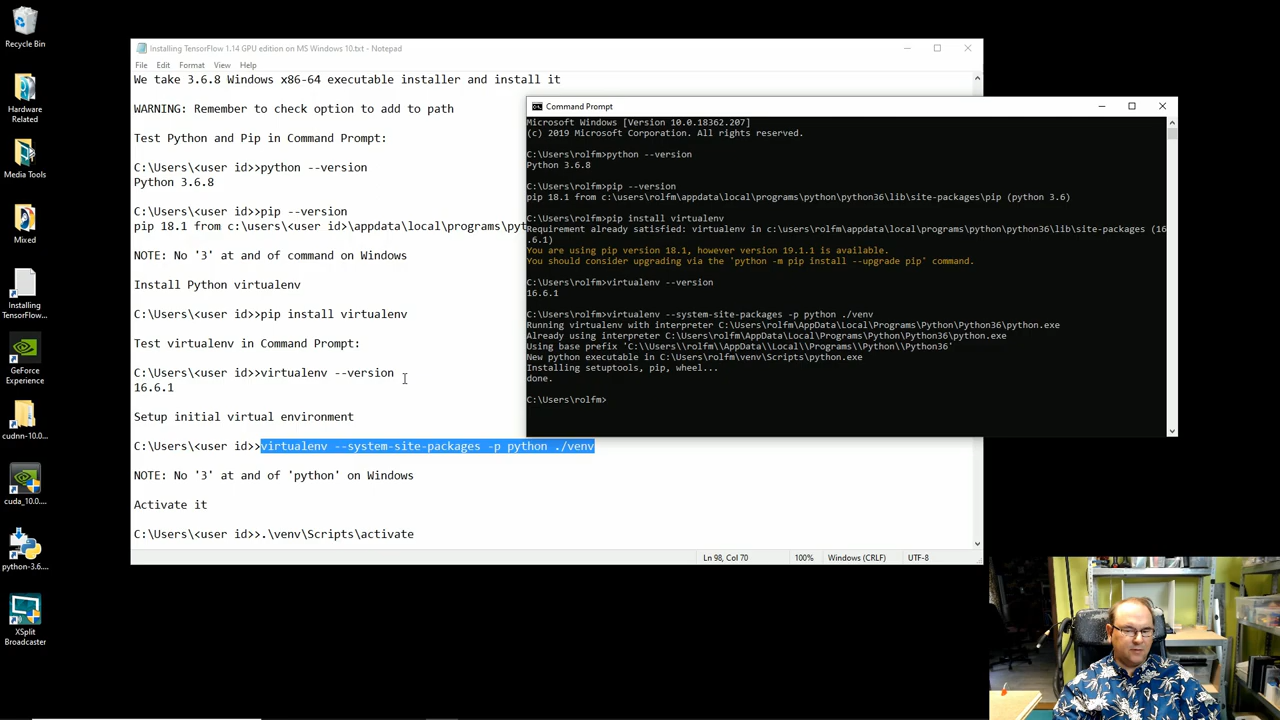 Recycle Bin
Hardware
Related
Media Tools
Mixed
Installing
TensorFlow...
GeForce
Experience
cudnn-10.0...
cuda_10.0....
python-3.6...
XSplit
Broadcaster
Installing TensorFlow 1.14 GPU edition on MS Windows 10.txt - Notepad
File Edit Format View Help
We take 3.6.8 Windows x86-64 executable installer and install it
WARNING: Remember to check option to add to path
Test Python and Pip in Command Prompt:
C:\Users\<user id>>python --version
Python 3.6.8
C:\Users\<user id>>pip --version
pip 18.1 from c:\users\<user id>\appdata\local\programs\pyt
NOTE: No '3' at and of command on Windows
Install Python virtualenv
C:\Users\<user id>>pip install virtualenv
Test virtualenv in Command Prompt:
C:\Users\<user id>>virtualenv --version
16.6.1
Setup initial virtual environment
C:\Users\<user id>>virtualenv --system-site-packages -p python ./venv
NOTE: No '3' at and of 'python' on Windows
Activate it
C:\Users\<user id>>.\venv\Scripts\activate
Ln 98, Col 70 100% Windows (CRLF) UTF-8
Command Prompt
Microsoft Windows [Version 10.0.18362.207]
(c) 2019 Microsoft Corporation. All rights reserved.
C:\Users\rolfm>python --version
Python 3.6.8
C:\Users\rolfm>pip --version
pip 18.1 from c:\users\rolfm\appdata\local\programs\python\python36\lib\site-packages\pip (python 3.6)
C:\Users\rolfm>pip install virtualenv
Requirement already satisfied: virtualenv in c:\users\rolfm\appdata\local\programs\python\python36\lib\site-packages (16
.6.1)
You are using pip version 18.1, however version 19.1.1 is available.
You should consider upgrading via the 'python -m pip install --upgrade pip' command.
C:\Users\rolfm>virtualenv --version
16.6.1
C:\Users\rolfm>virtualenv --system-site-packages -p python ./venv
Running virtualenv with interpreter C:\Users\rolfm\AppData\Local\Programs\Python\Python36\python.exe
Already using interpreter C:\Users\rolfm\AppData\Local\Programs\Python\Python36\python.exe
Using base prefix 'C:\\Users\\rolfm\\AppData\\Local\\Programs\\Python\\Python36'
New python executable in C:\Users\rolfm\venv\Scripts\python.exe
Installing setuptools, pip, wheel...
done.
C:\Users\rolfm>